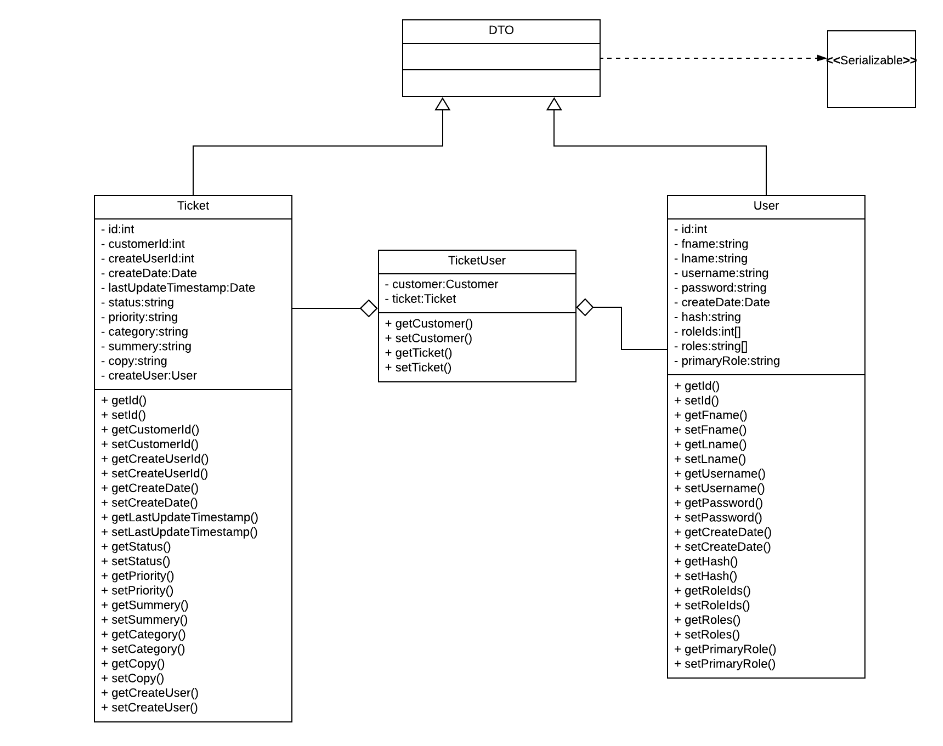 DTO
<<Serializable>>
Ticket
- id:int
- customerId:int
- createUserId:int
- createDate:Date
- lastUpdateTimestamp:Date
- status:string
- priority:string
- category:string
- summery:string
- copy:string
- createUser:User
+ getId()
+ setId()
+ getCustomerId()
+ setCustomerId()
+ getCreateUserId()
+ setCreateUserId()
+ getCreateDate()
+ setCreateDate()
+ getLastUpdateTimestamp()
+ setLastUpdateTimestamp()
+ getStatus()
+ setStatus()
+ getPriority()
+ setPriority()
+ getSummery()
+ setSummery()
+ getCategory()
+ setCategory()
+ getCopy()
+ setCopy()
+ getCreateUser()
+ setCreateUser()
TicketUser
- customer:Customer
- ticket:Ticket
+ getCustomer()
+ setCustomer()
+ getTicket()
+ setTicket()
User
- id:int
- fname:string
- lname:string
- username:string
- password:string
- createDate:Date
- hash:string
- roleIds:int[]
- roles:string[]
- primaryRole:string
+ getId()
+ setId()
+ getFname()
+ setFname()
+ getLname()
+ setLname()
+ getUsername()
+ setUsername()
+ getPassword()
+ setPassword()
+ getCreateDate()
+ setCreateDate()
+ getHash()
+ setHash()
+ getRoleIds()
+ setRoleIds()
+ getRoles()
+ setRoles()
+ getPrimaryRole()
+ setPrimaryRole()